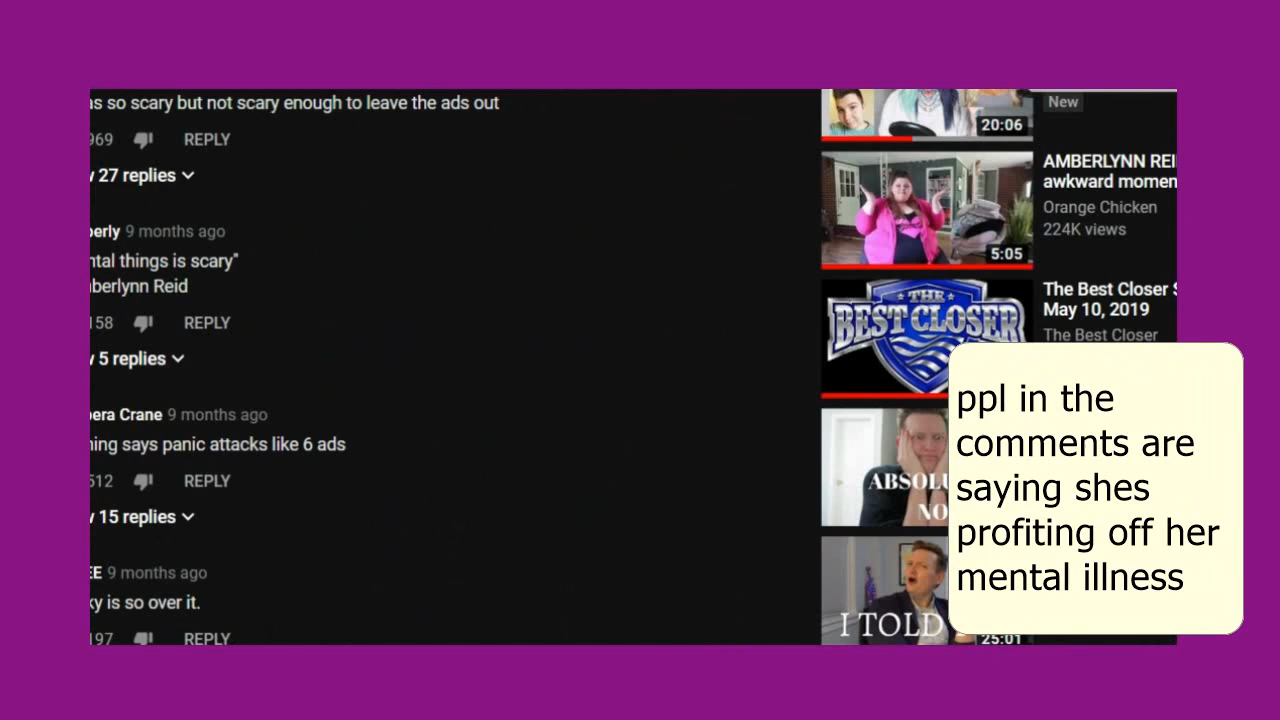 as so scary but not scary enough to leave the ads out
969 REPLY
27 replies
berly 9 months ago
ntal things is scary"
berlynn Reid
158 REPLY
5 replies
pera Crane 9 months ago
hing says panic attacks like 6 ads
512 REPLY
15 replies
EE 9 months ago
ky is so over it.
197 REPLY
20:06
New
5:05
AMBERLYNN REI
awkward momen
Orange Chicken
224K views
THE
BEST CLOSER
The Best Closer S
May 10, 2019
The Best Closer
ABSOLU
NO
I TOLD
25:01
ppl in the
comments are
saying shes
profiting off her
mental illness